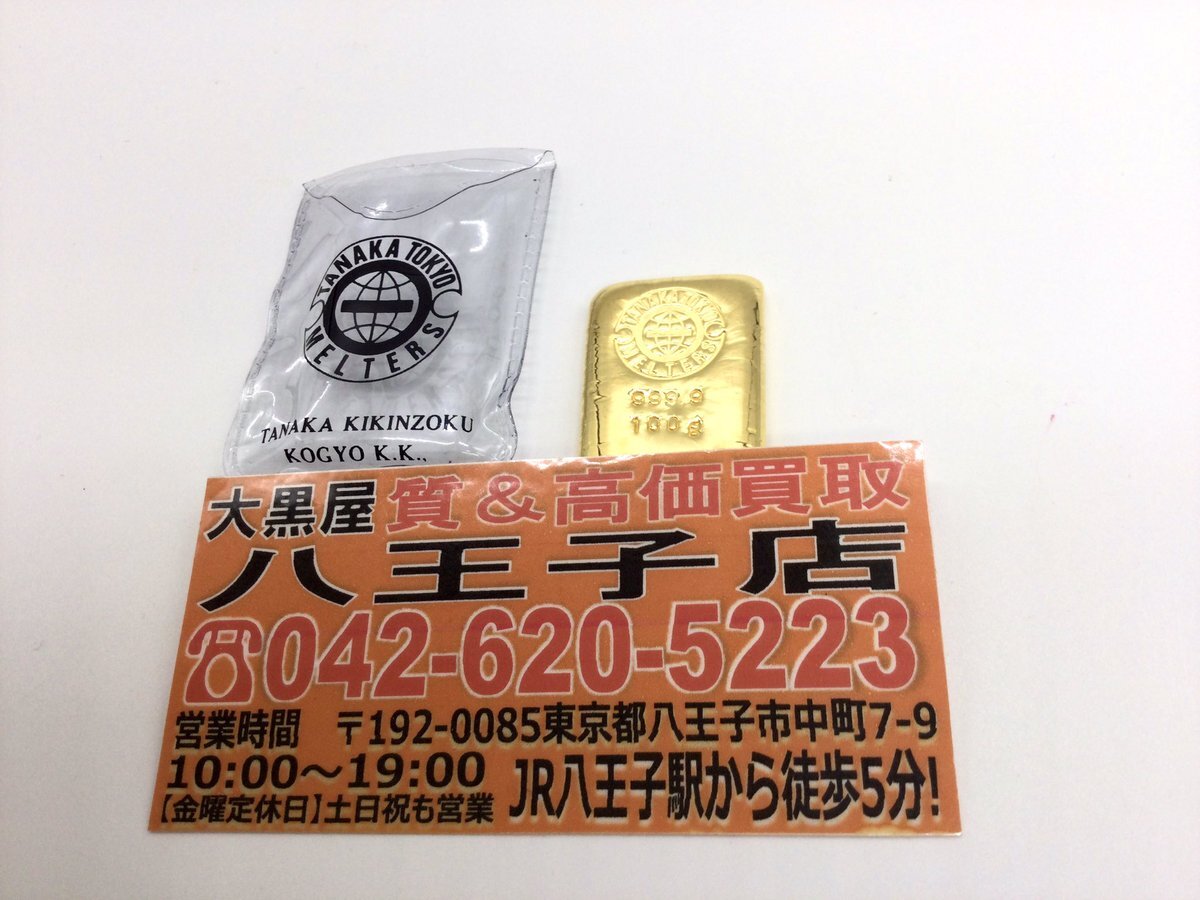 TANAKA TOKYO
MELTERS
TANAKA KIKINZOKU
KOGYO K.K.,
TANAKA TOKYO
MELTERS
999.9
100g
大黒屋 質&高価買取
八王子店
☎042-620-5223
営業時間 〒192-0085東京都八王子市中町7-9
10:00～19:00 JR八王子駅から徒歩5分!
【金曜定休日】土日祝も営業